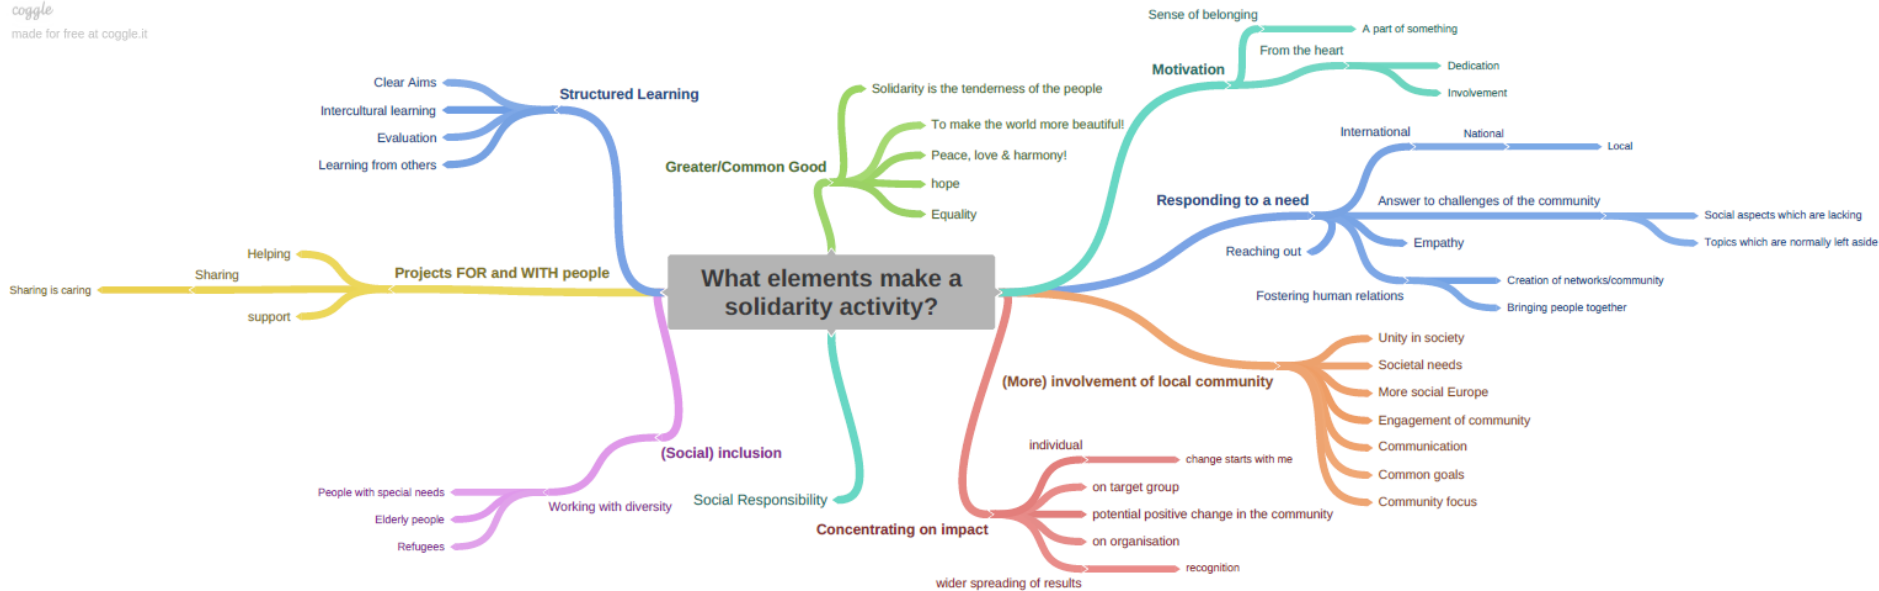 coggle
made for free at coggle.it
What elements make a
solidarity activity?
Structured Learning
Clear Aims
Intercultural learning
Evaluation
Learning from others
Projects FOR and WITH people
Helping
Sharing
Sharing is caring
support
(Social) inclusion
Working with diversity
People with special needs
Elderly people
Refugees
Greater/Common Good
Solidarity is the tenderness of the people
To make the world more beautiful!
Peace, love & harmony!
hope
Equality
Social Responsibility
Motivation
Sense of belonging
A part of something
From the heart
Dedication
Involvement
Responding to a need
International
National
Local
Answer to challenges of the community
Social aspects which are lacking
Topics which are normally left aside
Empathy
Reaching out
Fostering human relations
Creation of networks/community
Bringing people together
(More) involvement of local community
Unity in society
Societal needs
More social Europe
Engagement of community
Communication
Common goals
Community focus
Concentrating on impact
individual
change starts with me
on target group
potential positive change in the community
on organisation
wider spreading of results
recognition